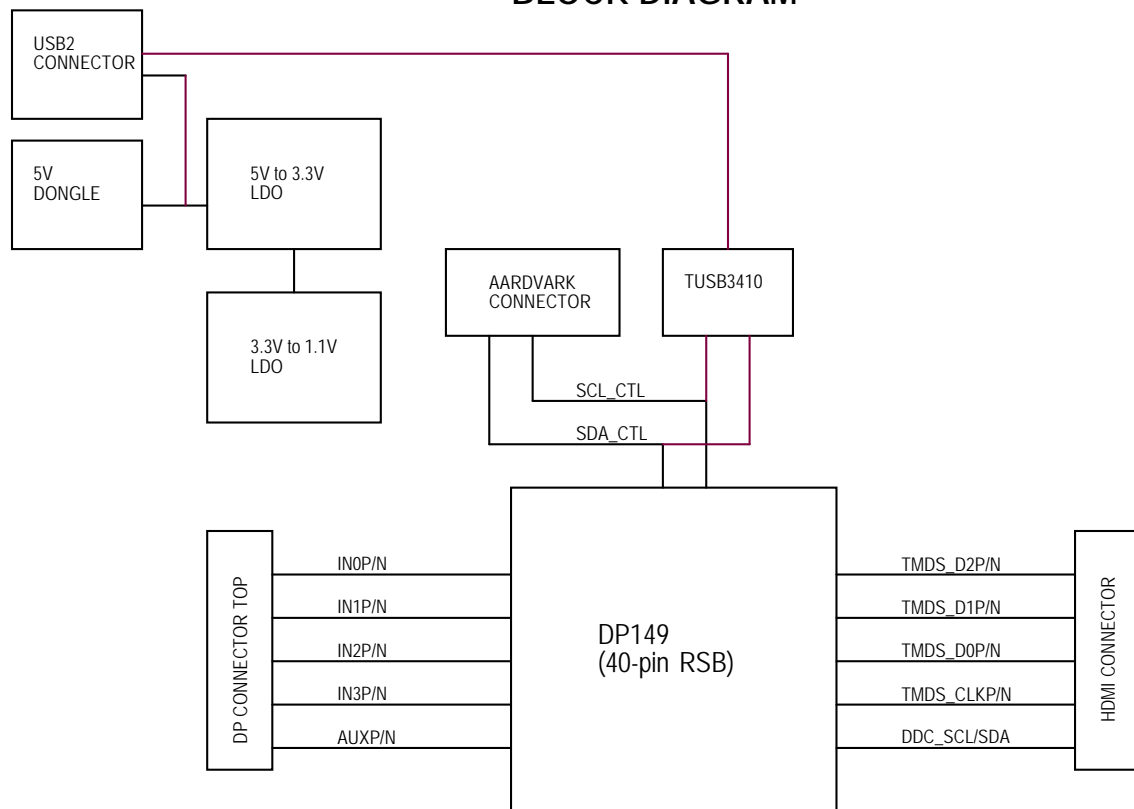 BLOCK DIAGRAM
USB2
CONNECTOR
5V
DONGLE
5V to 3.3V
LDO
3.3V to 1.1V
LDO
AARDVARK
CONNECTOR
TUSB3410
SCL_CTL
SDA_CTL
DP CONNECTOR TOP
IN0P/N
IN1P/N
IN2P/N
IN3P/N
AUXP/N
DP149
(40-pin RSB)
TMDS_D2P/N
TMDS_D1P/N
TMDS_D0P/N
TMDS_CLKP/N
DDC_SCL/SDA
HDMI CONNECTOR